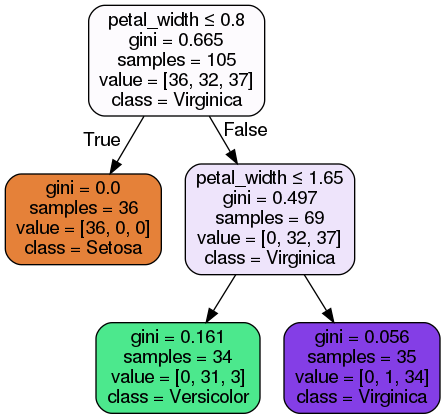 petal_width ≤ 0.8
gini = 0.665
samples = 105
value = [36, 32, 37]
class = Virginica
True
False
gini = 0.0
samples = 36
value = [36, 0, 0]
class = Setosa
petal_width ≤ 1.65
gini = 0.497
samples = 69
value = [0, 32, 37]
class = Virginica
gini = 0.161
samples = 34
value = [0, 31, 3]
class = Versicolor
gini = 0.056
samples = 35
value = [0, 1, 34]
class = Virginica